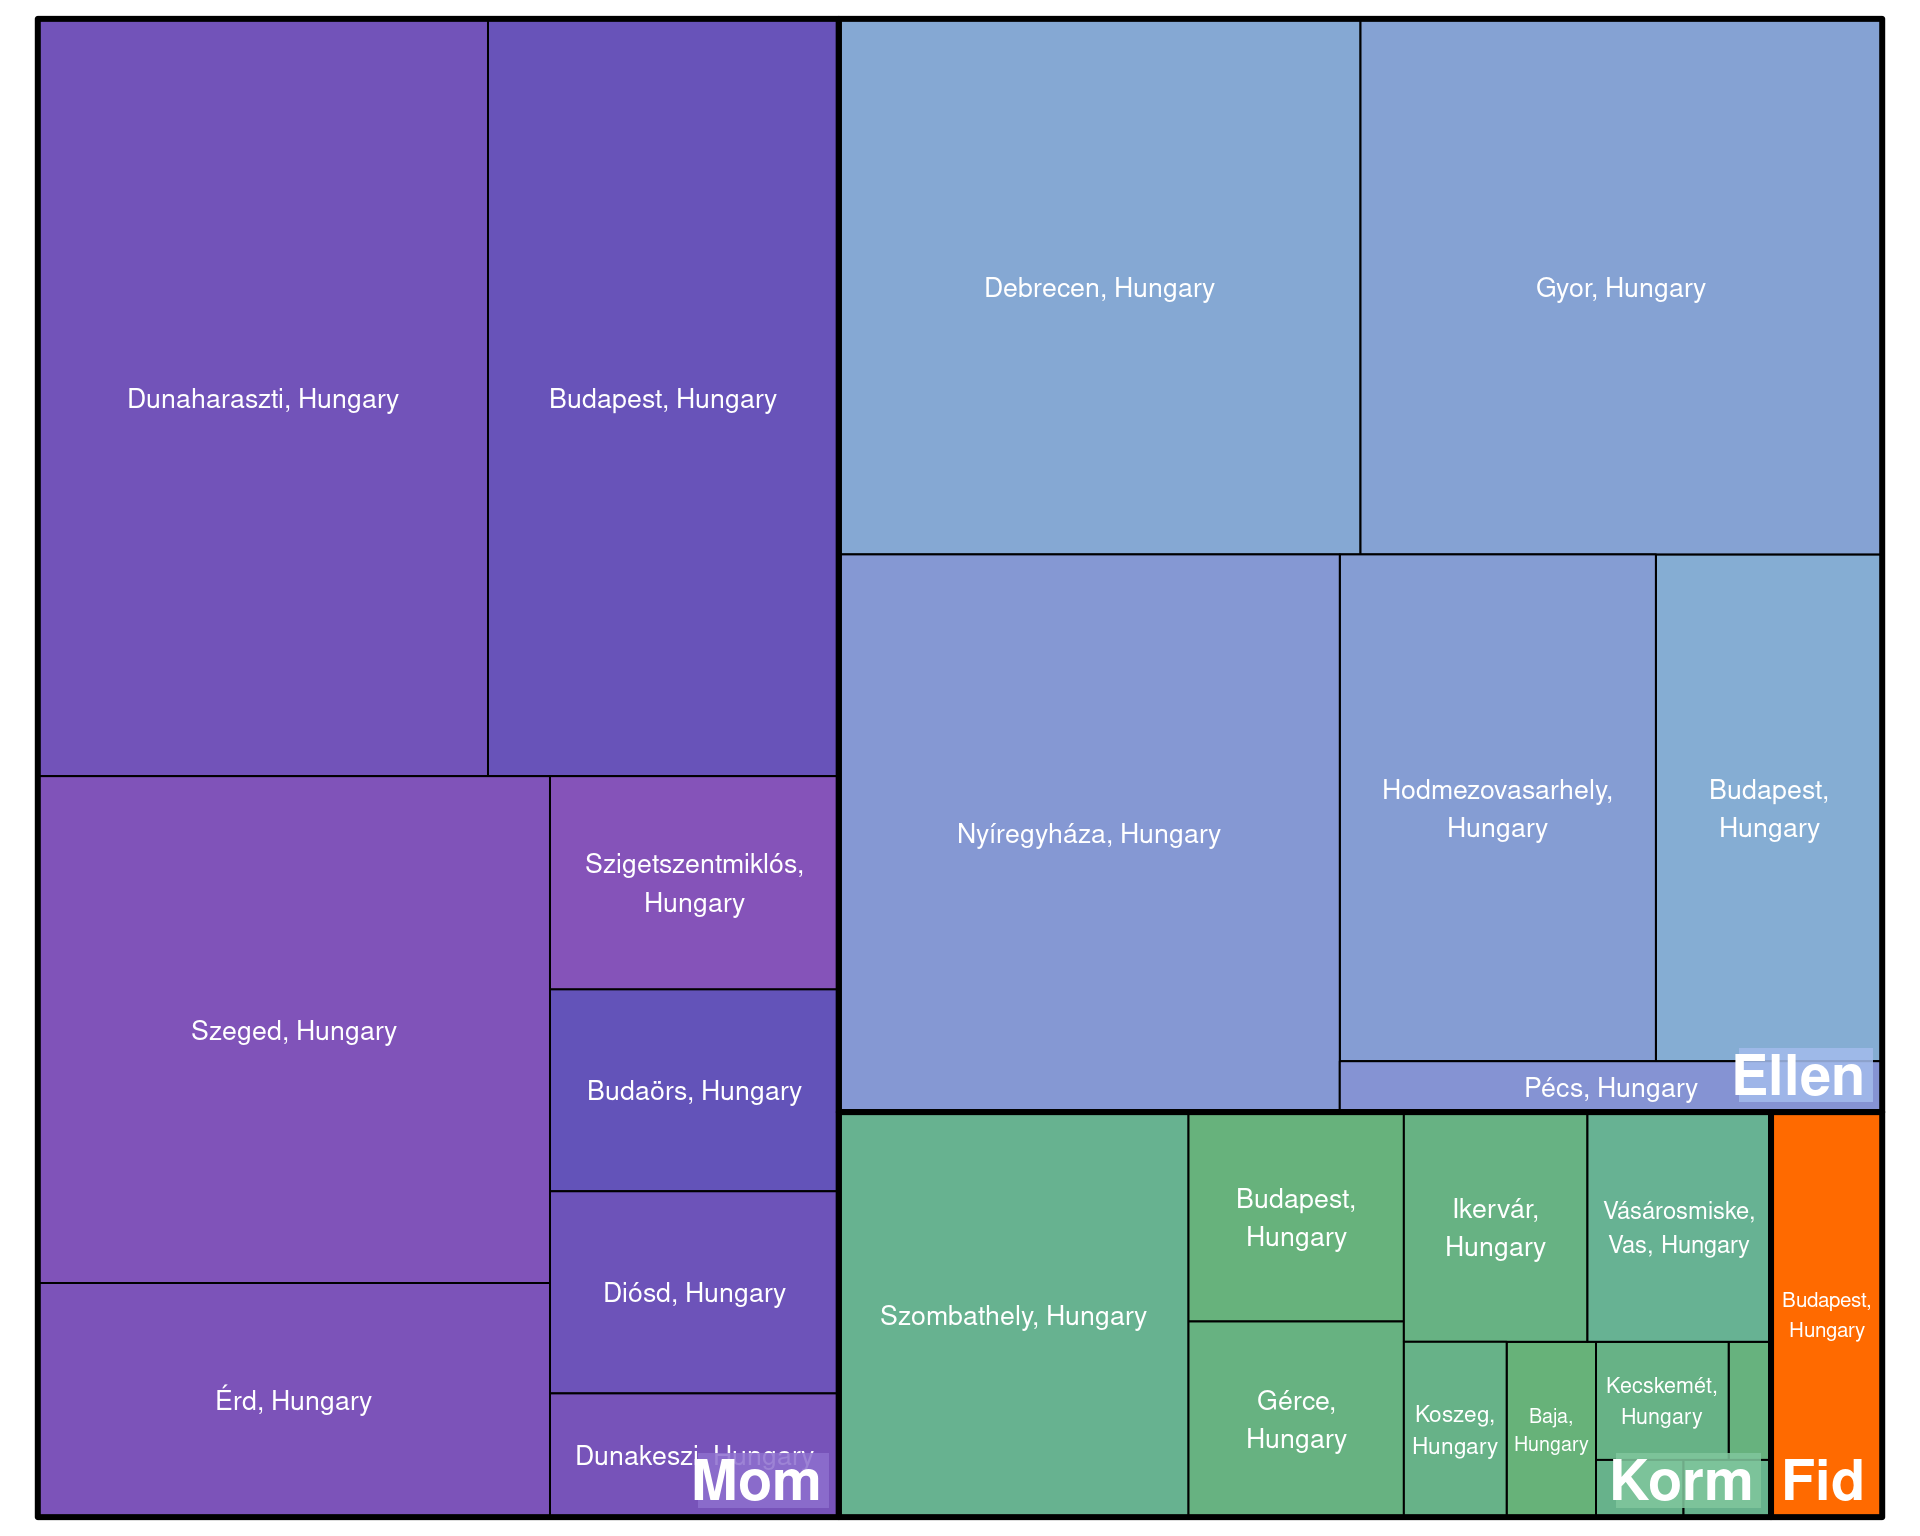 Dunaharaszti, Hungary
Budapest, Hungary
Szeged, Hungary
Szigetszentmiklós,
Hungary
Budaörs, Hungary
Diósd, Hungary
Érd, Hungary
Dunakeszi, Hungary
Mom
Debrecen, Hungary
Gyor, Hungary
Nyíregyháza, Hungary
Hodmezovasarhely,
Hungary
Budapest,
Hungary
Pécs, Hungary
Ellen
Szombathely, Hungary
Budapest,
Hungary
Gérce,
Hungary
Ikervár,
Hungary
Vásárosmiske,
Vas, Hungary
Koszeg,
Hungary
Baja,
Hungary
Kecskemét,
Hungary
Korm
Budapest,
Hungary
Fid